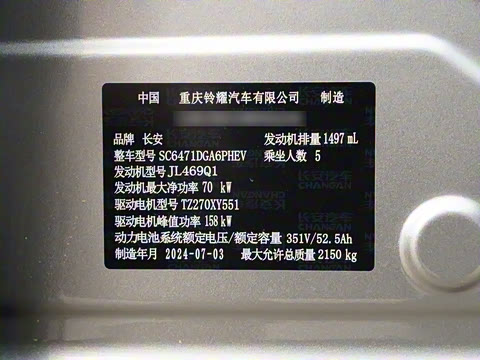 中国 重庆铃耀汽车有限公司 制造
品牌 长安 发动机排量 1497 mL
整车型号 SC6471DGA6PHEV 乘坐人数 5
发动机型号 JL469Q1
发动机最大净功率 70 kW
驱动电机型号 TZ270XY551
驱动电机峰值功率 158 kW
动力电池系统额定电压/额定容量 351V/52.5Ah
制造年月 2024-07-03 最大允许总质量 2150 kg
长安汽车
CHANGAN